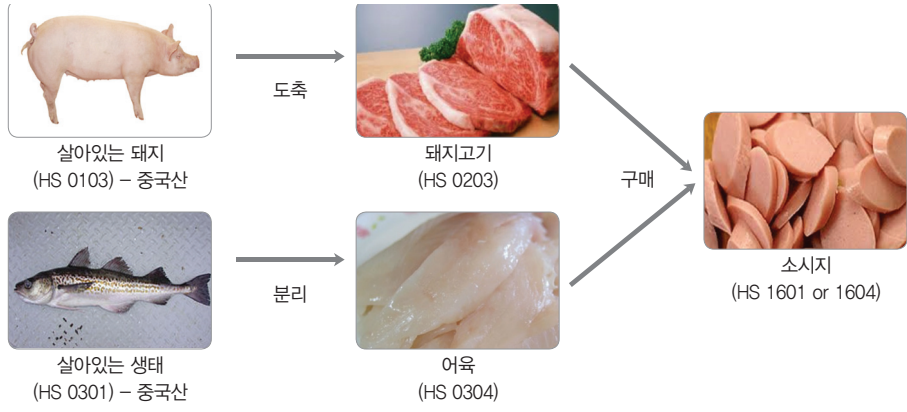 도축
살아있는 돼지
(HS 0103) – 중국산
돼지고기
(HS 0203)
구매
소시지
(HS 1601 or 1604)
분리
살아있는 생태
(HS 0301) – 중국산
어육
(HS 0304)